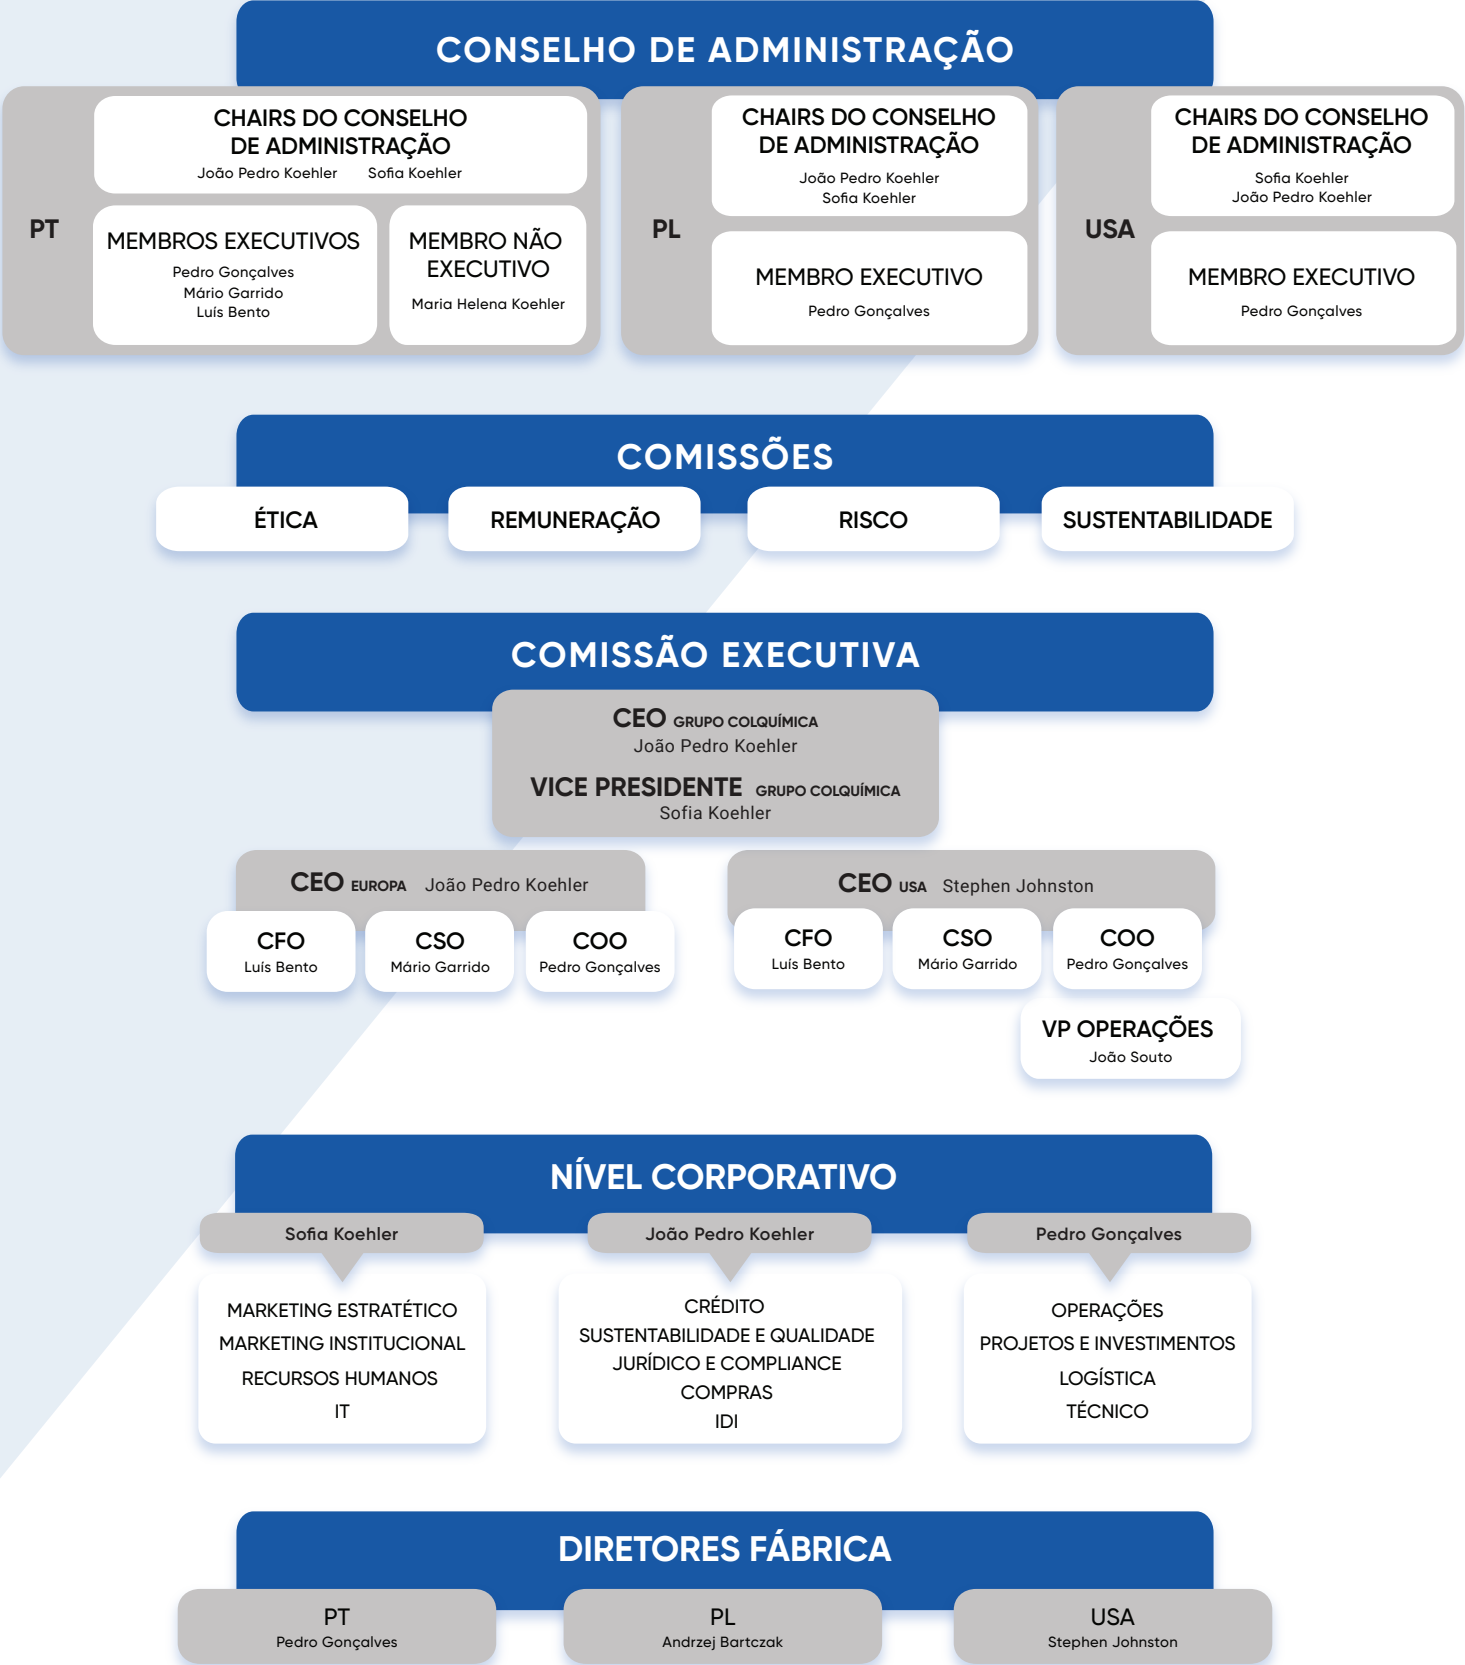 CONSELHO DE ADMINISTRAÇÃO
PT
CHAIRS DO CONSELHO
DE ADMINISTRAÇÃO
João Pedro Koehler Sofia Koehler
MEMBROS EXECUTIVOS
Pedro Gonçalves
Mário Garrido
Luís Bento
MEMBRO NÃO
EXECUTIVO
Maria Helena Koehler
PL
CHAIRS DO CONSELHO
DE ADMINISTRAÇÃO
João Pedro Koehler
Sofia Koehler
MEMBRO EXECUTIVO
Pedro Gonçalves
USA
CHAIRS DO CONSELHO
DE ADMINISTRAÇÃO
Sofia Koehler
João Pedro Koehler
MEMBRO EXECUTIVO
Pedro Gonçalves
COMISSÕES
ÉTICA
REMUNERAÇÃO
RISCO
SUSTENTABILIDADE
COMISSÃO EXECUTIVA
CEO GRUPO COLQUÍMICA
João Pedro Koehler
VICE PRESIDENTE GRUPO COLQUÍMICA
Sofia Koehler
CEO EUROPA João Pedro Koehler
CFO
Luís Bento
CSO
Mário Garrido
COO
Pedro Gonçalves
CEO USA Stephen Johnston
CFO
Luís Bento
CSO
Mário Garrido
COO
Pedro Gonçalves
VP OPERAÇÕES
João Souto
NÍVEL CORPORATIVO
Sofia Koehler
MARKETING ESTRATÉTICO
MARKETING INSTITUCIONAL
RECURSOS HUMANOS
IT
João Pedro Koehler
CRÉDITO
SUSTENTABILIDADE E QUALIDADE
JURÍDICO E COMPLIANCE
COMPRAS
IDI
Pedro Gonçalves
OPERAÇÕES
PROJETOS E INVESTIMENTOS
LOGÍSTICA
TÉCNICO
DIRETORES FÁBRICA
PT
Pedro Gonçalves
PL
Andrzej Bartczak
USA
Stephen Johnston